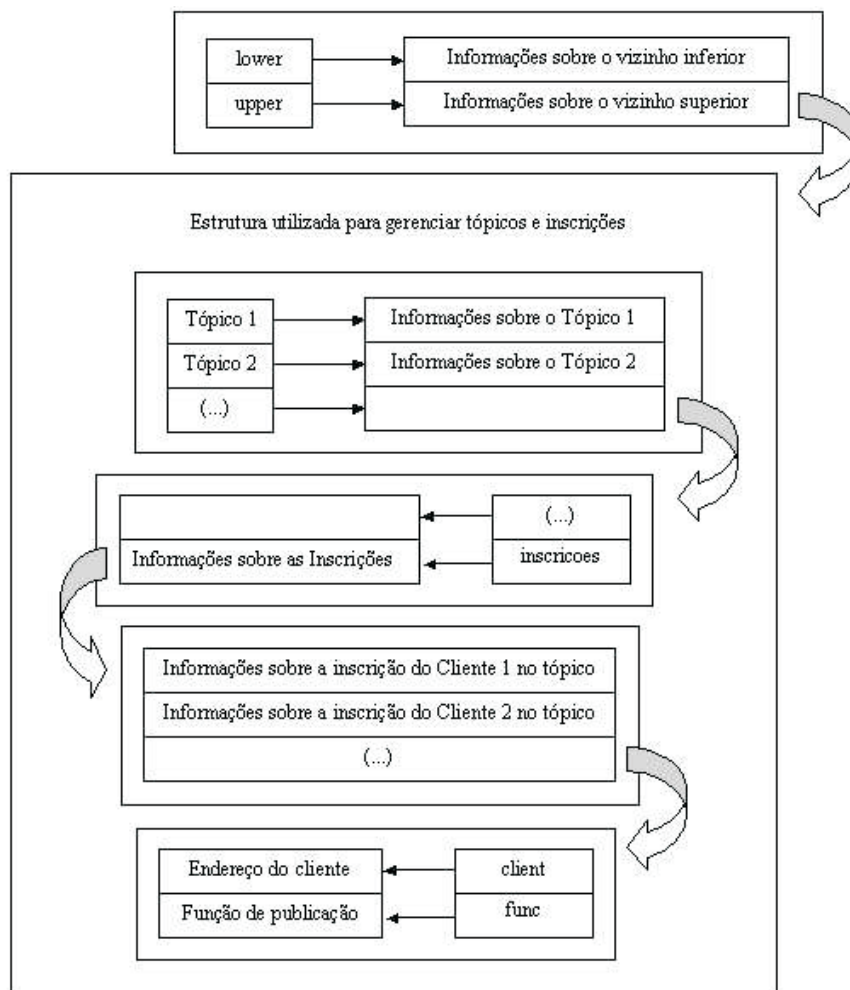 lower
Informações sobre o vizinho inferior
upper
Informações sobre o vizinho superior
Estrutura utilizada para gerenciar tópicos e inscrições
Tópico 1
Informações sobre o Tópico 1
Tópico 2
Informações sobre o Tópico 2
(...)
(...)
Informações sobre as Inscrições
inscricoes
Informações sobre a inscrição do Cliente 1 no tópico
Informações sobre a inscrição do Cliente 2 no tópico
(...)
Endereço do cliente
client
Função de publicação
func